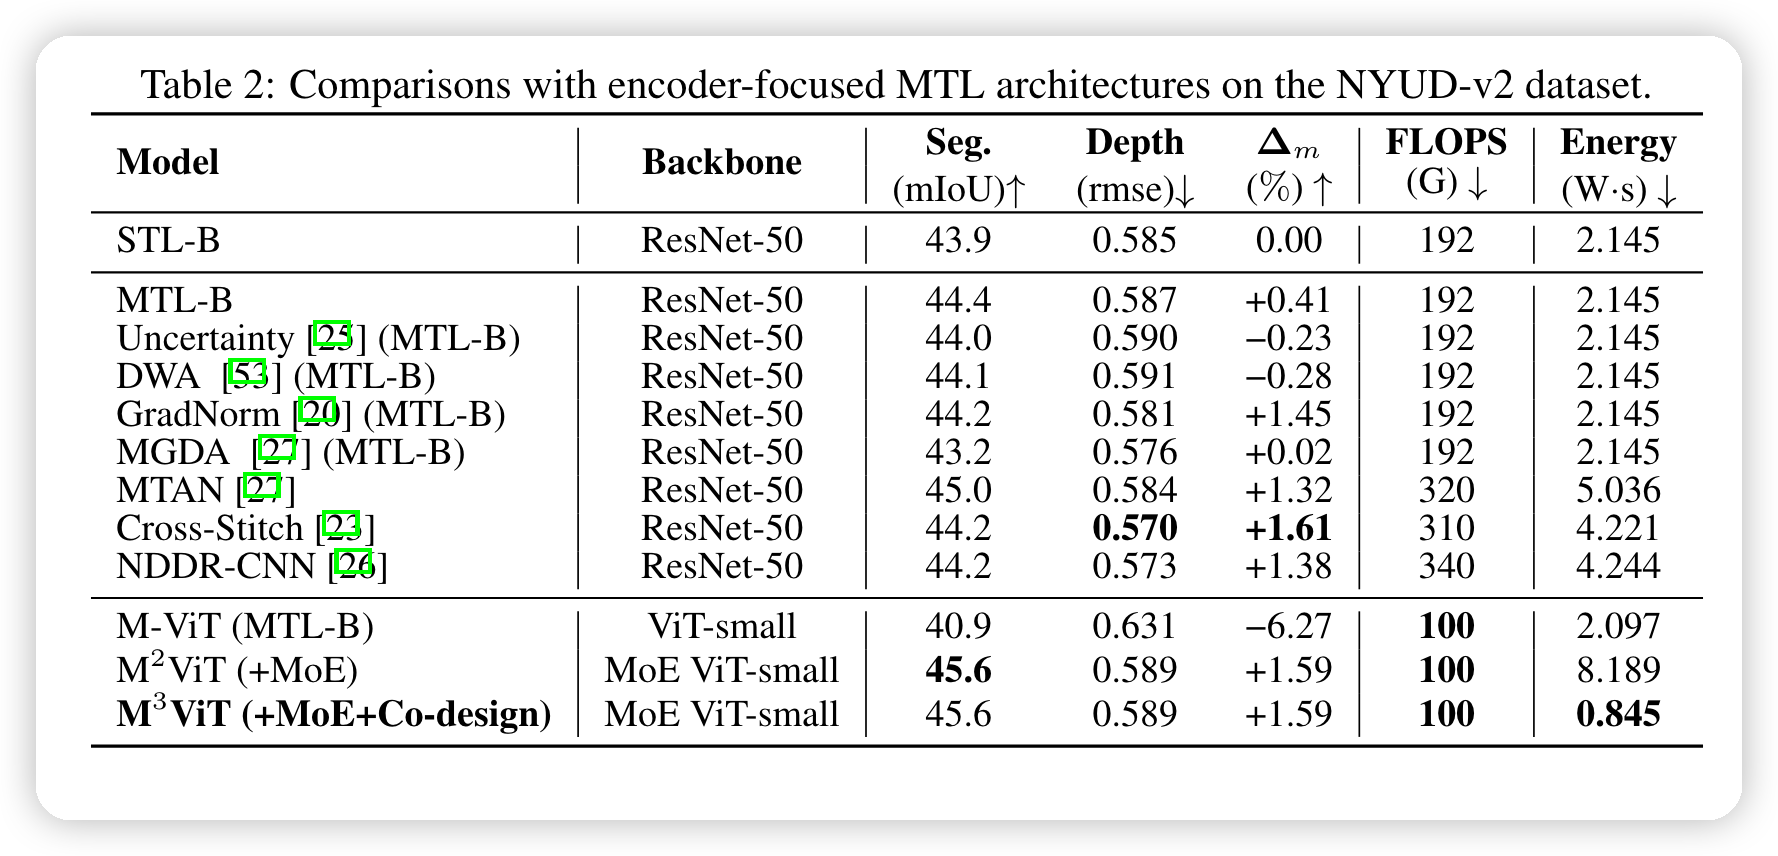 Table 2: Comparisons with encoder-focused MTL architectures on the NYUD-v2 dataset.
Model Backbone Seg. (mIoU)↑ Depth (rmse)↓ Δm (%) ↑ FLOPS (G) ↓ Energy (W·s) ↓
STL-B ResNet-50 43.9 0.585 0.00 192 2.145
MTL-B ResNet-50 44.4 0.587 +0.41 192 2.145
Uncertainty [25] (MTL-B) ResNet-50 44.0 0.590 −0.23 192 2.145
DWA [53] (MTL-B) ResNet-50 44.1 0.591 −0.28 192 2.145
GradNorm [20] (MTL-B) ResNet-50 44.2 0.581 +1.45 192 2.145
MGDA [27] (MTL-B) ResNet-50 43.2 0.576 +0.02 192 2.145
MTAN [27] ResNet-50 45.0 0.584 +1.32 320 5.036
Cross-Stitch [23] ResNet-50 44.2 0.570 +1.61 310 4.221
NDDR-CNN [26] ResNet-50 44.2 0.573 +1.38 340 4.244
M-ViT (MTL-B) ViT-small 40.9 0.631 −6.27 100 2.097
M²ViT (+MoE) MoE ViT-small 45.6 0.589 +1.59 100 8.189
M³ViT (+MoE+Co-design) MoE ViT-small 45.6 0.589 +1.59 100 0.845